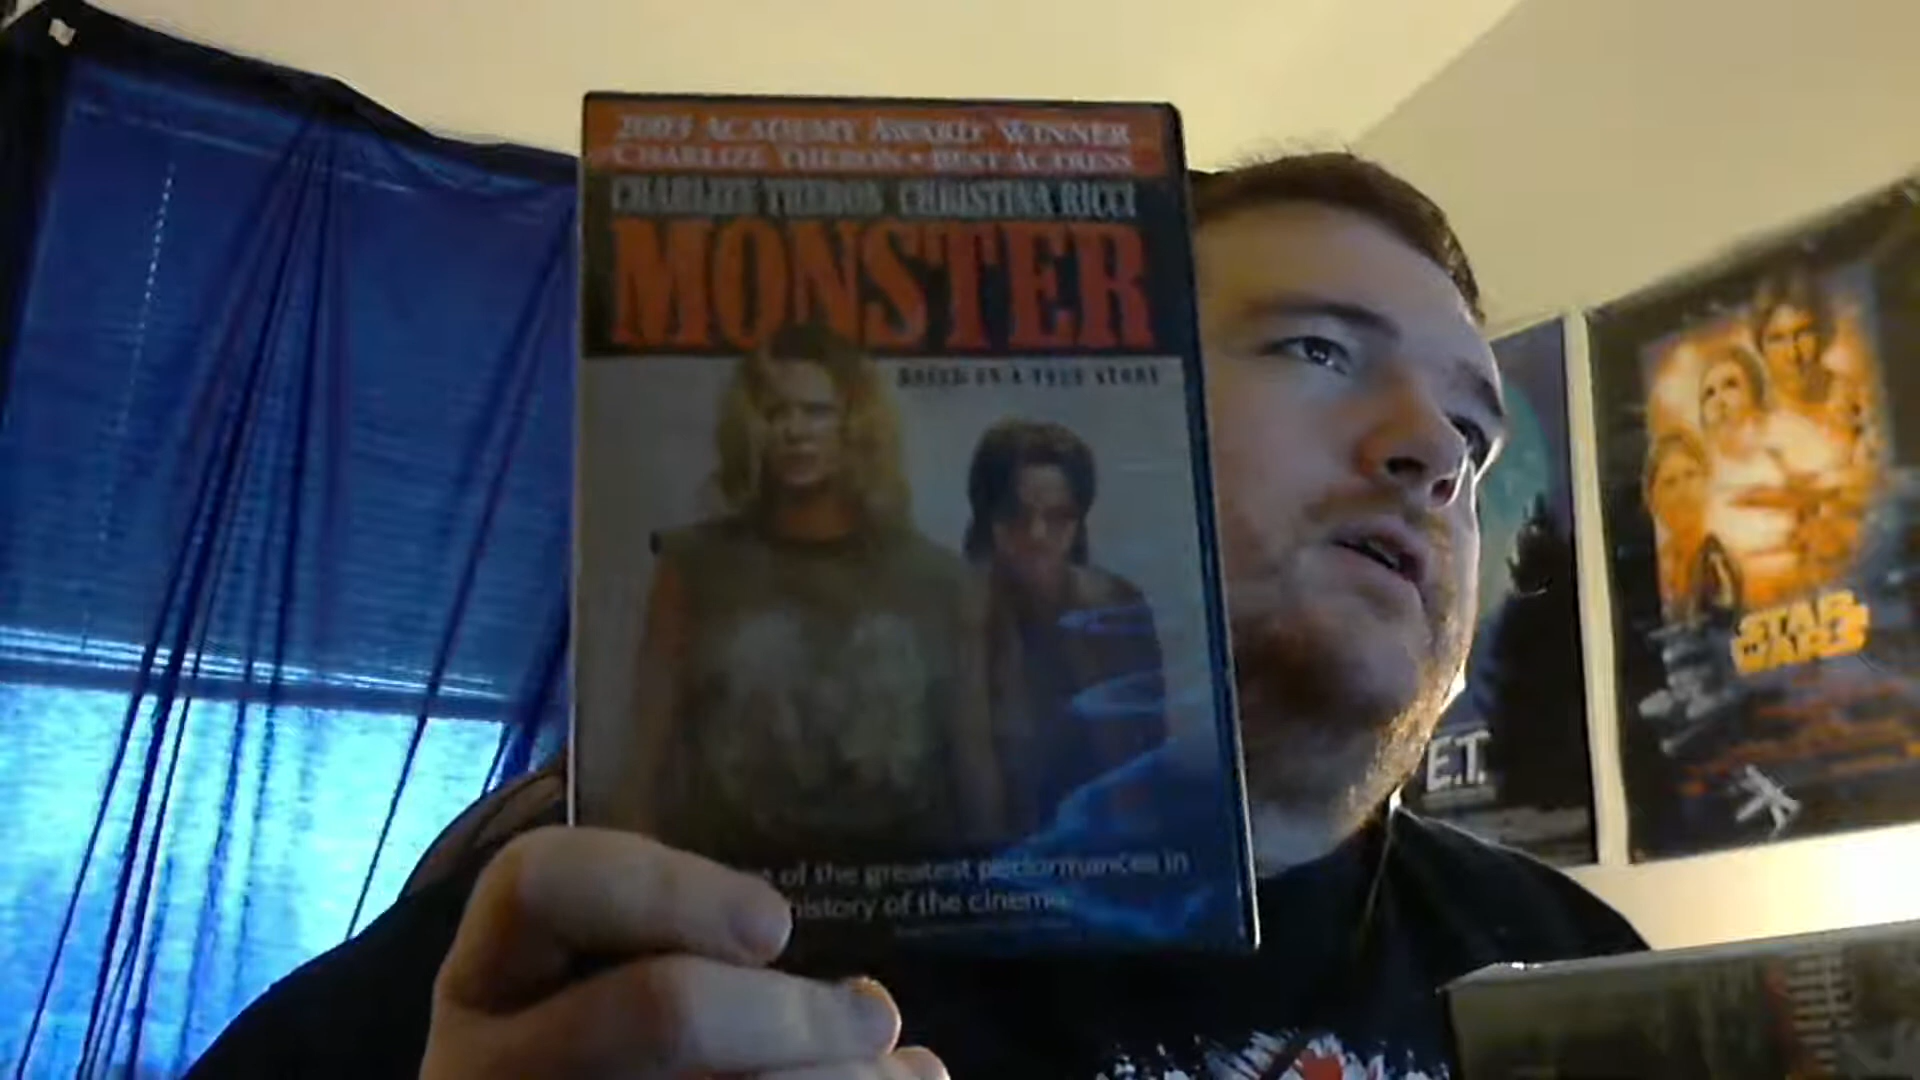 2003 ACADEMY AWARD WINNER
CHARLIZE THERON • BEST ACTRESS
CHARLIZE THERON CHRISTINA RICCI
MONSTER
BASED ON A TRUE STORY
of the greatest performances in
history of the cinema
E.T.
STAR
WARS